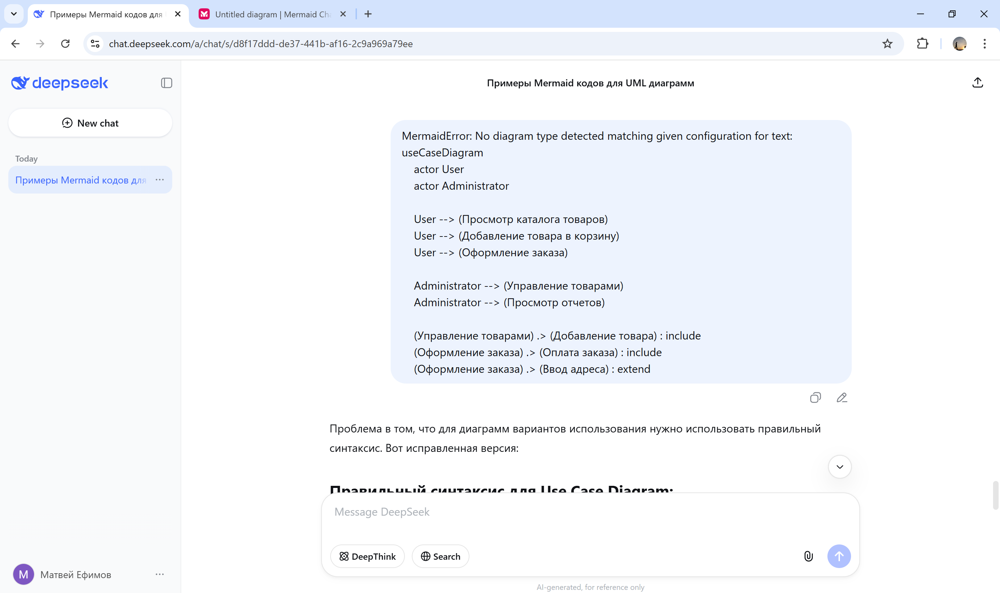 Примеры Mermaid кодов для
Untitled diagram | Mermaid Cha
chat.deepseek.com/a/chat/s/d8f17ddd-de37-441b-af16-2c9a969a79ee
deepseek
New chat
Today
Примеры Mermaid кодов для
Примеры Mermaid кодов для UML диаграмм
MermaidError: No diagram type detected matching given configuration for text:
useCaseDiagram
actor User
actor Administrator
User --> (Просмотр каталога товаров)
User --> (Добавление товара в корзину)
User --> (Оформление заказа)
Administrator --> (Управление товарами)
Administrator --> (Просмотр отчетов)
(Управление товарами) .> (Добавление товара) : include
(Оформление заказа) .> (Оплата заказа) : include
(Оформление заказа) .> (Ввод адреса) : extend
Проблема в том, что для диаграмм вариантов использования нужно использовать правильный
синтаксис. Вот исправленная версия:
Правильный синтаксис для Use Case Diagram:
Message DeepSeek
DeepThink
Search
М
Матвей Ефимов
AI-generated, for reference only